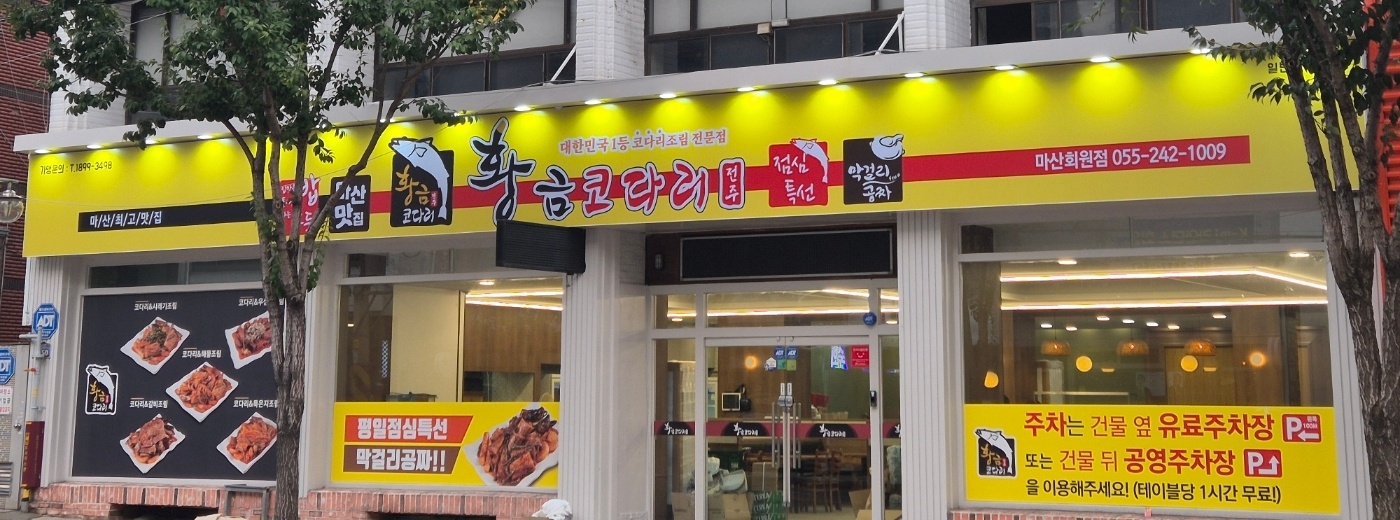 가맹문의 : T.1899-3498
마/산/최/고/맛/집
마산
맛집
황금
코다리
대한민국 1등 코다리조림 전문점
황금코다리
전주
점심
특선
막걸리
공짜
마산회원점 055-242-1009
코다리&시래기조림
코다리&해물조림
코다리&갈비조림
코다리&묵은지조림
황금
코다리
ADT
평일점심특선
막걸리공짜!!
ADT
황금
코다리
주차는 건물 옆 유료주차장 P
100M
또는 건물 뒤 공영주차장 P
을 이용해주세요! (테이블당 1시간 무료!)